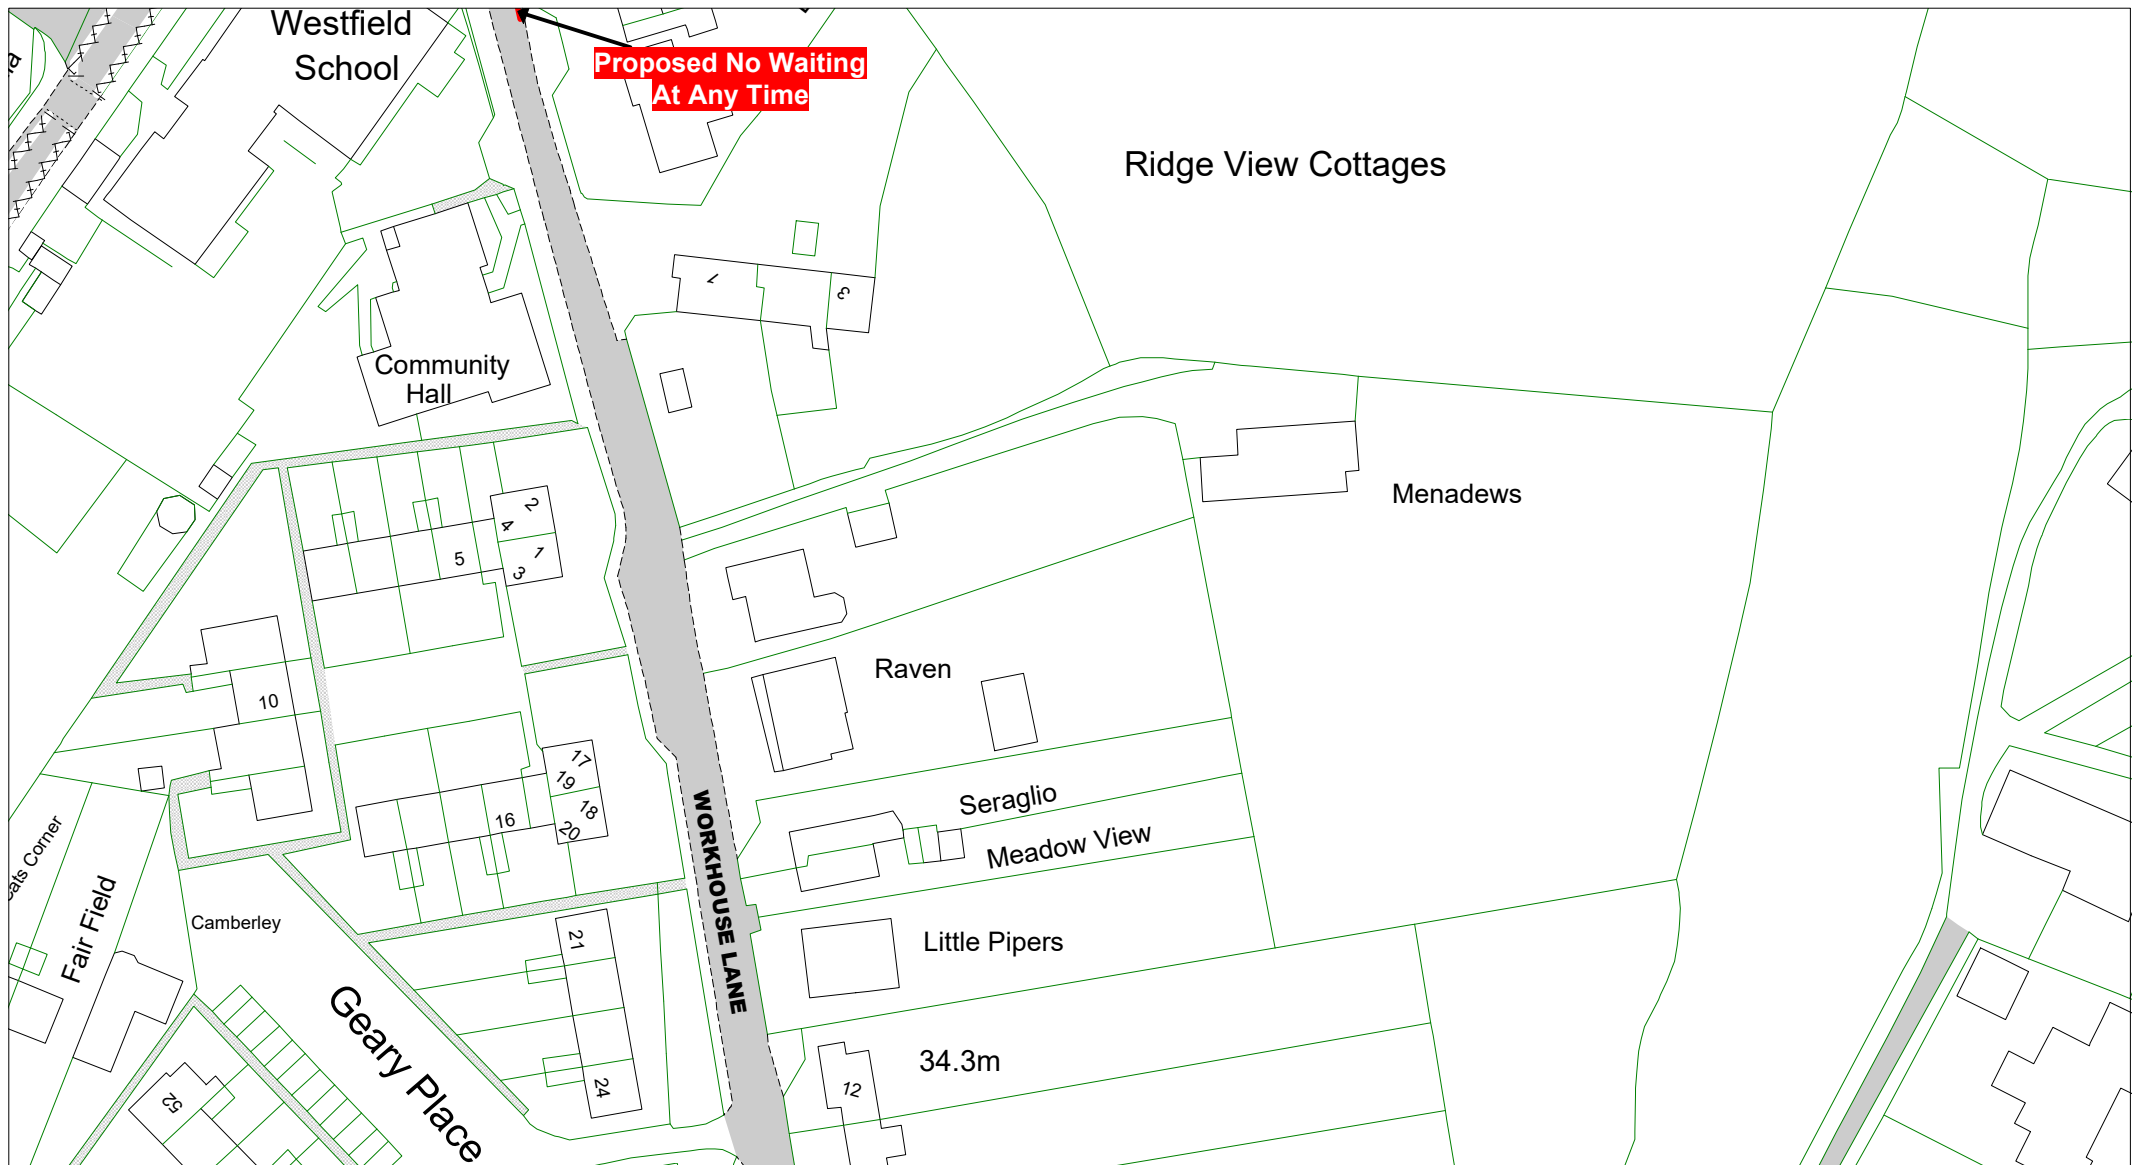 Westfield
School
Proposed No Waiting
At Any Time
Ridge View Cottages
1
3
Community
Hall
Menadews
2
4
1
5
3
Raven
10
17
19
18
16
20
WORKHOUSE LANE
Seraglio
Meadow View
Corner
Fair Field
Camberley
21
Little Pipers
Geary Place
34.3m
24
12
52